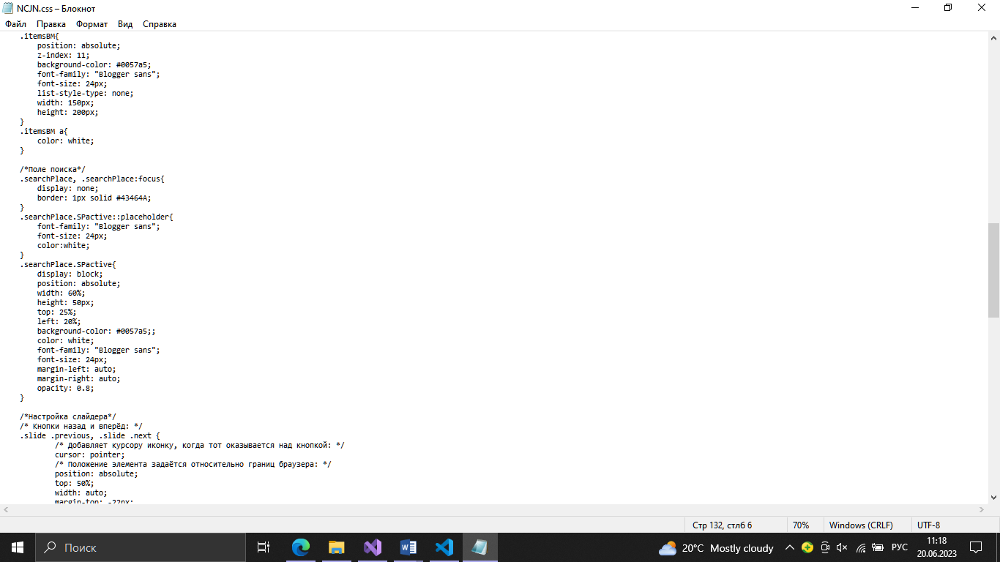 NCJN.css – Блокнот
Файл Правка Формат Вид Справка
.itemsBM{
position: absolute;
z-index: 11;
background-color: #0057a5;
font-family: "Blogger sans";
font-size: 24px;
list-style-type: none;
width: 150px;
height: 200px;
}
.itemsBM a{
color: white;
}
/*Поле поиска*/
.searchPlace, .searchPlace:focus{
display: none;
border: 1px solid #43464A;
}
.searchPlace.SPactive::placeholder{
font-family: "Blogger sans";
font-size: 24px;
color:white;
}
.searchPlace.SPactive{
display: block;
position: absolute;
width: 60%;
height: 50px;
top: 25%;
left: 20%;
background-color: #0057a5;;
color: white;
font-family: "Blogger sans";
font-size: 24px;
margin-left: auto;
margin-right: auto;
opacity: 0.8;
}
/*Настройка слайдера*/
/* Кнопки назад и вперёд: */
.slide .previous, .slide .next {
/* Добавляет курсору иконку, когда тот оказывается над кнопкой: */
cursor: pointer;
/* Положение элемента задаётся относительно границ браузера: */
position: absolute;
top: 50%;
width: auto;
margin-top: -22px;
Стр 132, стлб 6 70% Windows (CRLF) UTF-8
Поиск 20°C Mostly cloudy РУС 11:18
20.06.2023